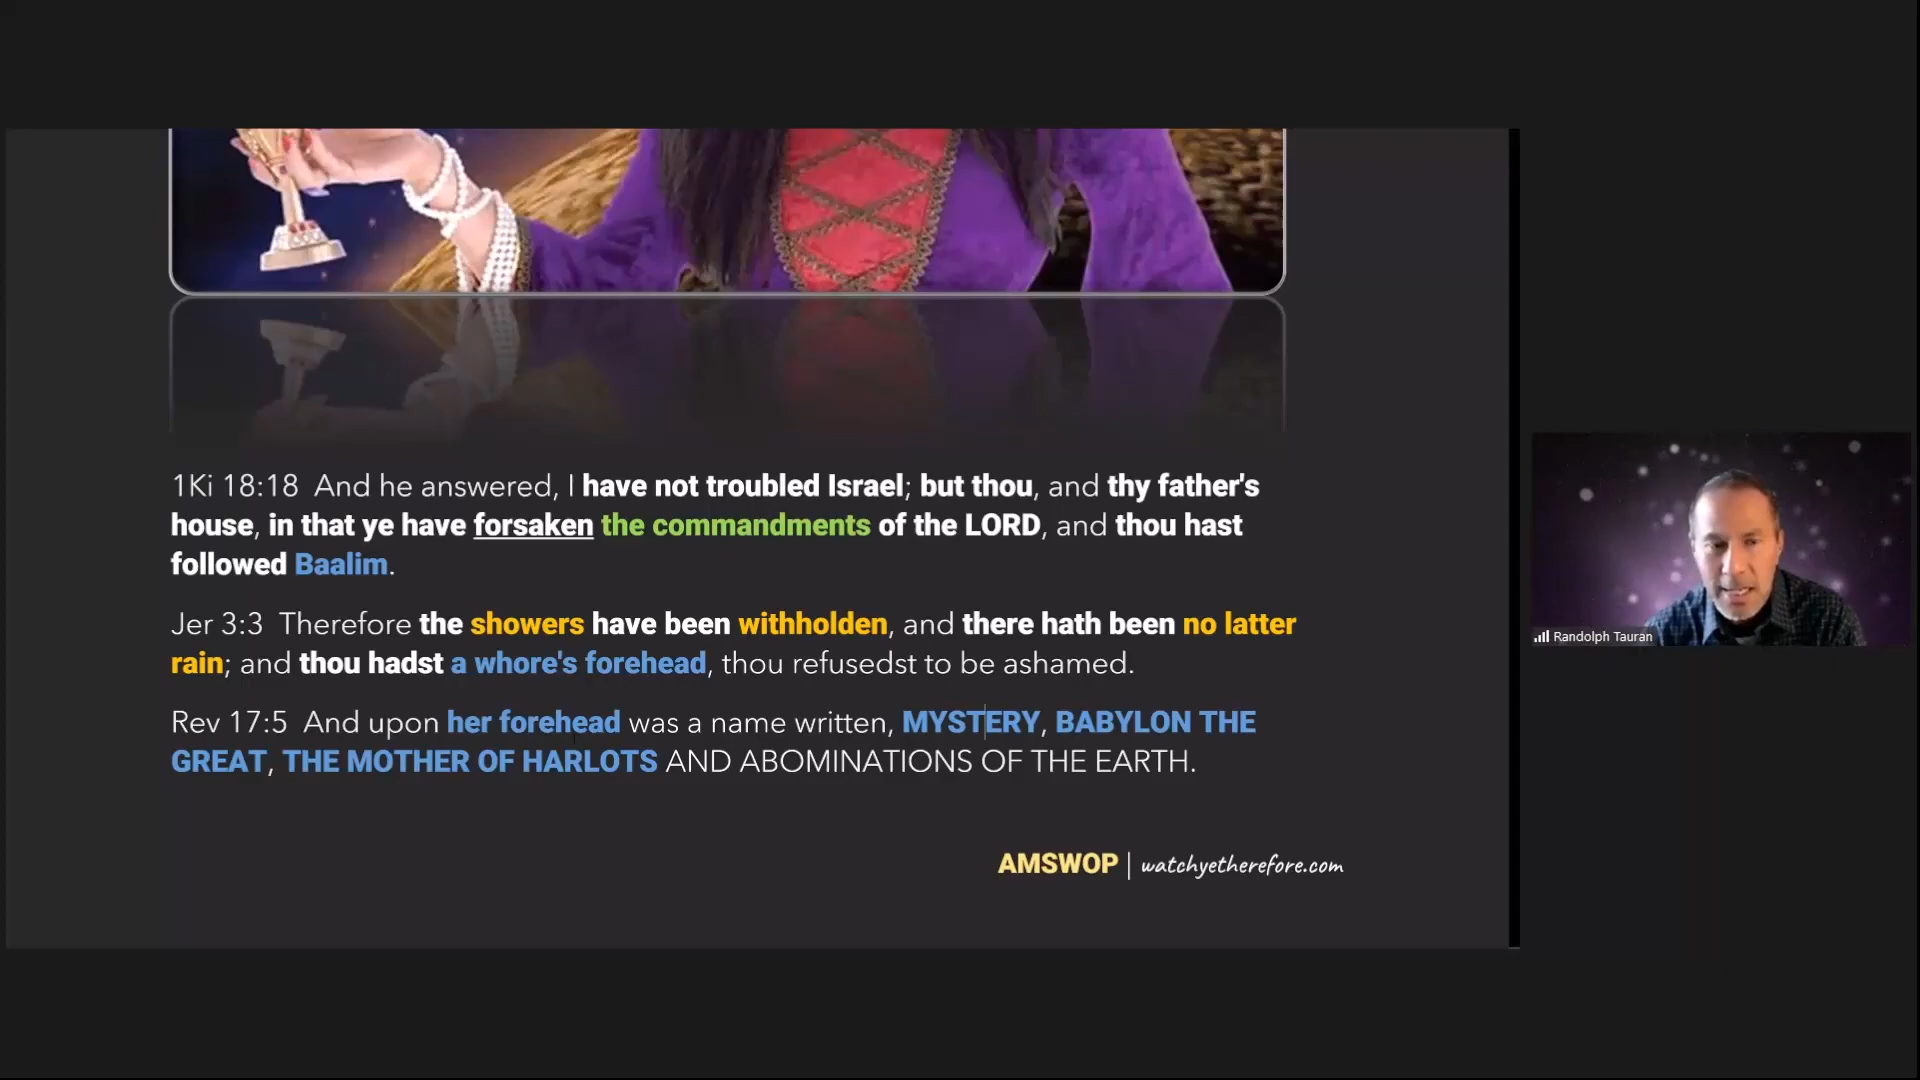 1Ki 18:18  And he answered, I have not troubled Israel; but thou, and thy father's
house, in that ye have forsaken the commandments of the LORD, and thou hast
followed Baalim.
Jer 3:3  Therefore the showers have been withholden, and there hath been no latter
rain; and thou hadst a whore's forehead, thou refusedst to be ashamed.
Rev 17:5  And upon her forehead was a name written, MYSTERY, BABYLON THE
GREAT, THE MOTHER OF HARLOTS AND ABOMINATIONS OF THE EARTH.
AMSWOP | watchyetherefore.com
Randolph Tauran